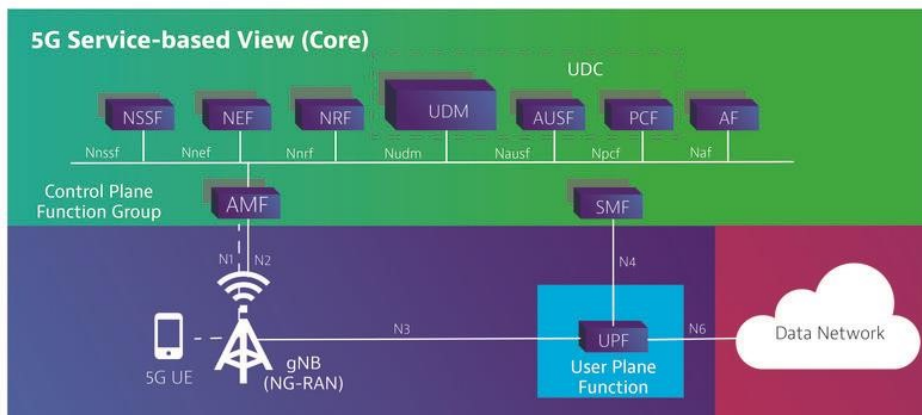 5G Service-based View (Core)
UDC
NSSF
NEF
NRF
UDM
AUSF
PCF
AF
Nnssf
Nnef
Nnrf
Nudm
Nausf
Npcf
Naf
Control Plane
Function Group
AMF
SMF
N1
N2
N4
N3
UPF
N6
Data Network
5G UE
gNB
(NG-RAN)
User Plane
Function